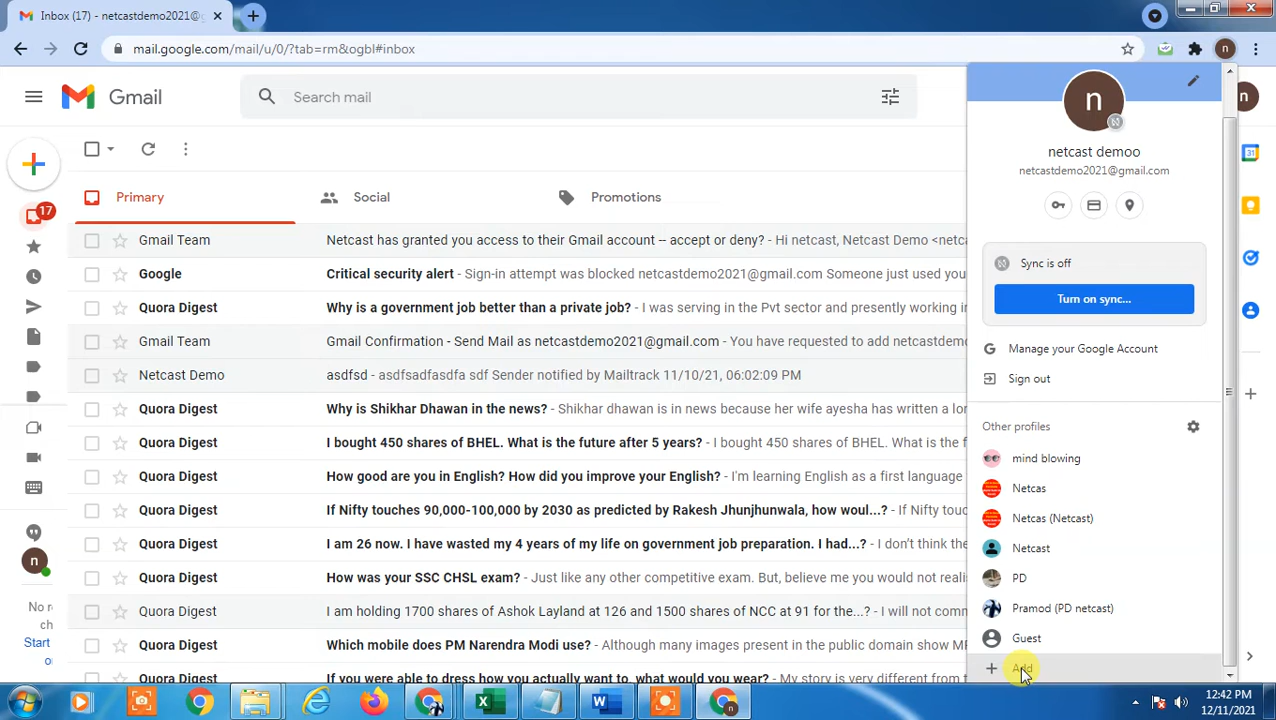 Inbox (17) - netcastdemo2021@g
mail.google.com/mail/u/0/?tab=rm&ogbl#inbox
n
Gmail
Search mail
n
n
netcast demoo
netcastdemo2021@gmail.com
31
Primary
Social
Promotions
17
Gmail Team Netcast has granted you access to their Gmail account -- accept or deny? - Hi netcast, Netcast Demo <netca
Google Critical security alert - Sign-in attempt was blocked netcastdemo2021@gmail.com Someone just used you
Quora Digest Why is a government job better than a private job? - I was serving in the Pvt sector and presently working in
Gmail Team Gmail Confirmation - Send Mail as netcastdemo2021@gmail.com - You have requested to add netcastdem
Netcast Demo asdfsd - asdfsadfasdfa sdf Sender notified by Mailtrack 11/10/21, 06:02:09 PM
Quora Digest Why is Shikhar Dhawan in the news? - Shikhar dhawan is in news because her wife ayesha has written a lor
Quora Digest I bought 450 shares of BHEL. What is the future after 5 years? - I bought 450 shares of BHEL. What is the fu
Quora Digest How good are you in English? How did you improve your English? - I'm learning English as a first language
Quora Digest If Nifty touches 90,000-100,000 by 2030 as predicted by Rakesh Jhunjhunwala, how woul...? - If Nifty touc
Quora Digest I am 26 now. I have wasted my 4 years of my life on government job preparation. I had...? - I don't think the
Quora Digest How was your SSC CHSL exam? - Just like any other competitive exam. But, believe me you would not realis
Quora Digest I am holding 1700 shares of Ashok Layland at 126 and 1500 shares of NCC at 91 for the...? - I will not comm
Quora Digest Which mobile does PM Narendra Modi use? - Although many images present in the public domain show M
Quora Digest If you were able to dress how you actually want to, what would you wear? - My story is very different from
Sync is off
Turn on sync...
Manage your Google Account
Sign out
Other profiles
mind blowing
Netcas
Netcas (Netcast)
Netcast
PD
Pramod (PD netcast)
Guest
Add
n
No re
Start
12:42 PM
12/11/2021